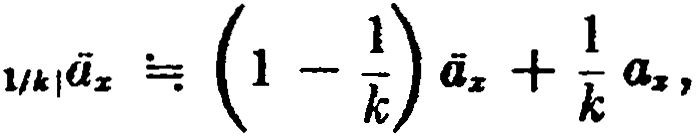 ₁/ₖ|äₓ ≒ (1 − 1/k) äₓ + 1/k aₓ,